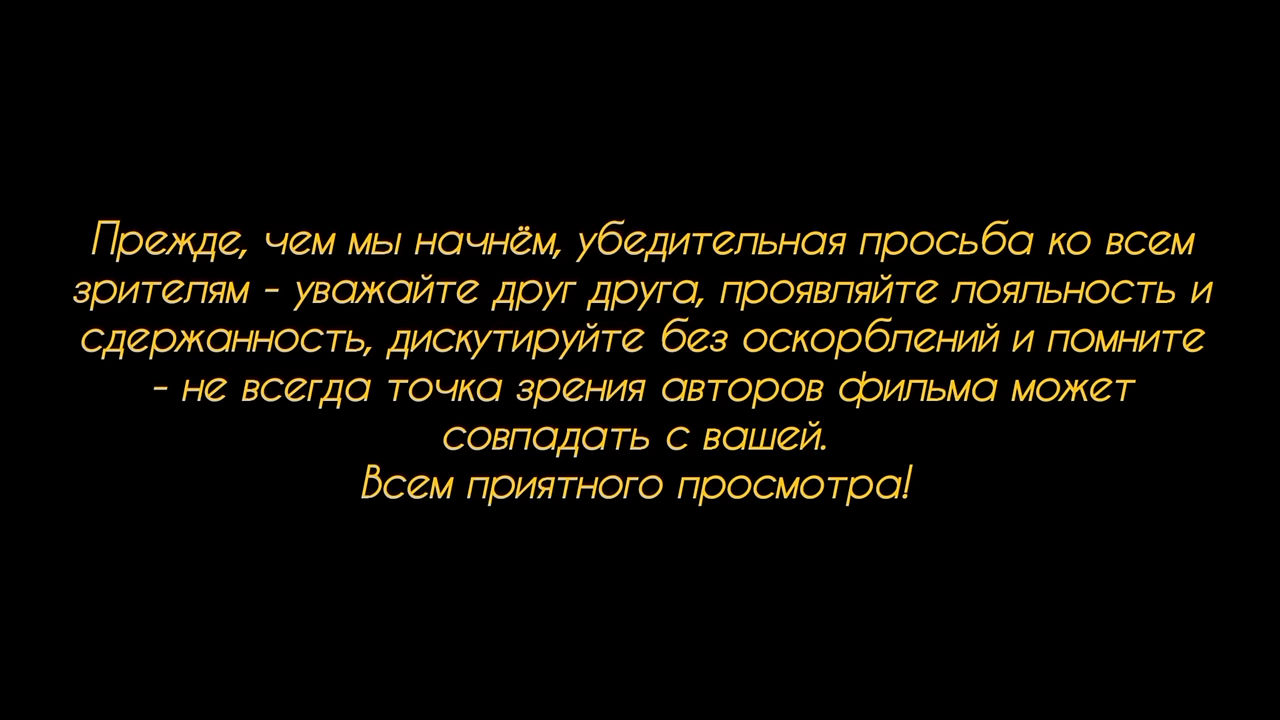 Прежде, чем мы начнём, убедительная просьба ко всем
зрителям - уважайте друг друга, проявляйте лояльность и
сдержанность, дискутируйте без оскорблений и помните
- не всегда точка зрения авторов фильма может
совпадать с вашей.
Всем приятного просмотра!